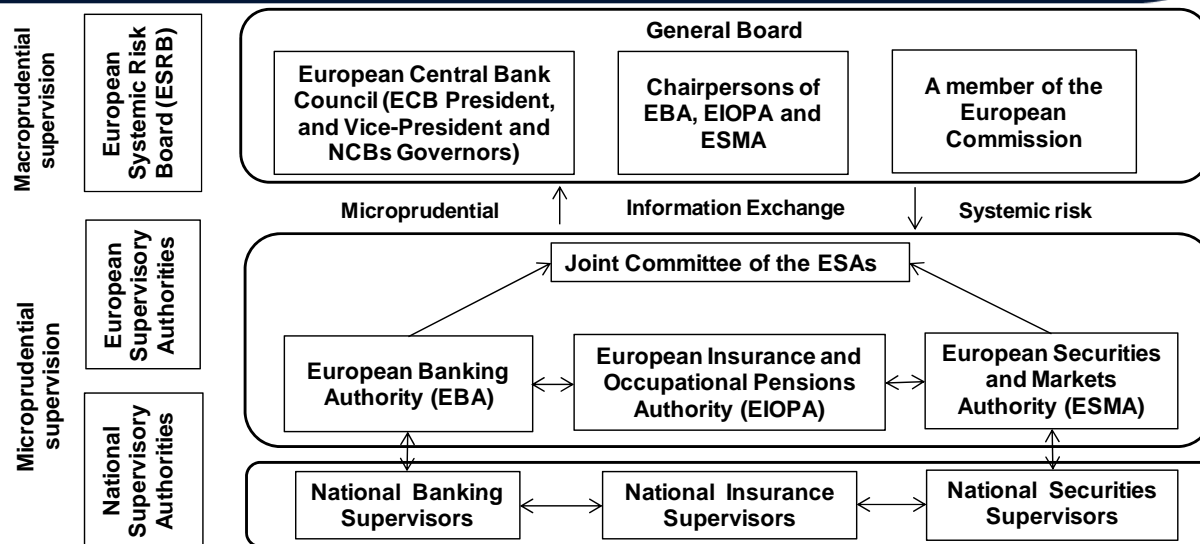 Macroprudential
supervision
European
Systemic Risk
Board (ESRB)
General Board
European Central Bank
Council (ECB President,
and Vice-President and
NCBs Governors)
Chairpersons of
EBA, EIOPA and
ESMA
A member of the
European
Commission
Microprudential
Information Exchange
Systemic risk
Microprudential
supervision
European
Supervisory
Authorities
Joint Committee of the ESAs
European Banking
Authority (EBA)
European Insurance and
Occupational Pensions
Authority (EIOPA)
European Securities
and Markets
Authority (ESMA)
National
Supervisory
Authorities
National Banking
Supervisors
National Insurance
Supervisors
National Securities
Supervisors